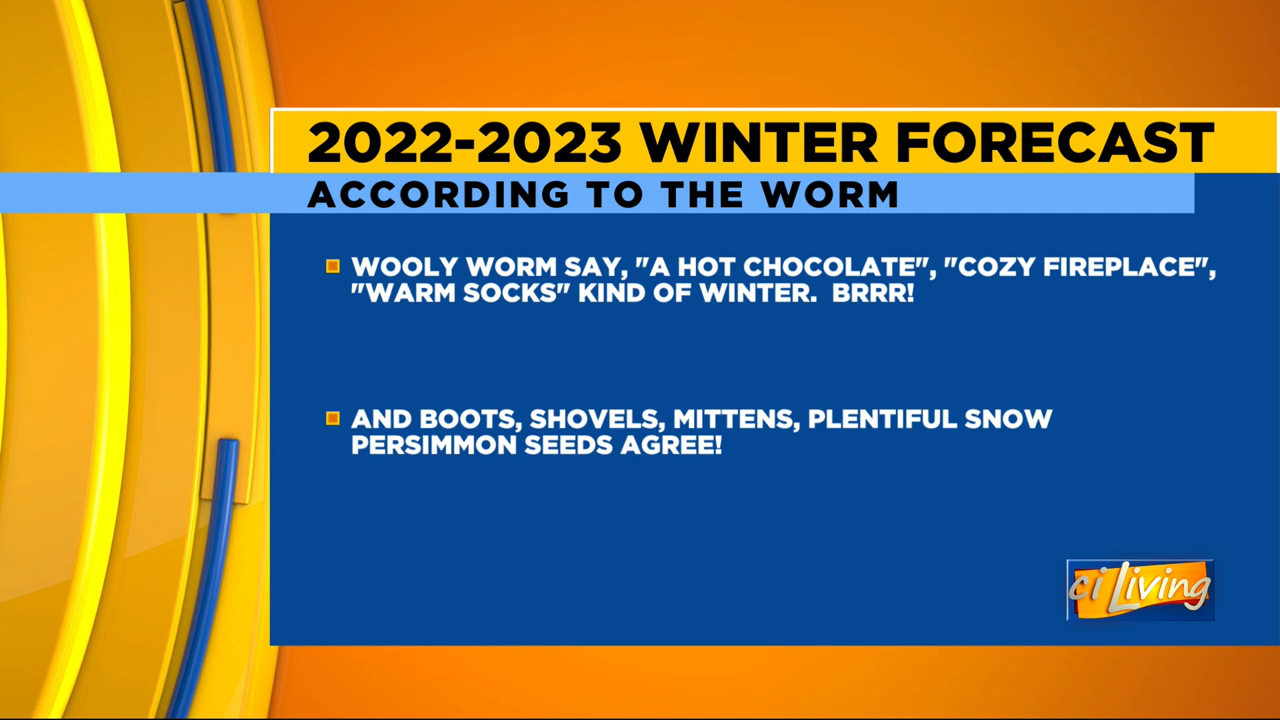 2022-2023 WINTER FORECAST
ACCORDING TO THE WORM
WOOLY WORM SAY, "A HOT CHOCOLATE", "COZY FIREPLACE",
"WARM SOCKS" KIND OF WINTER.  BRRR!
AND BOOTS, SHOVELS, MITTENS, PLENTIFUL SNOW
PERSIMMON SEEDS AGREE!
ci Living